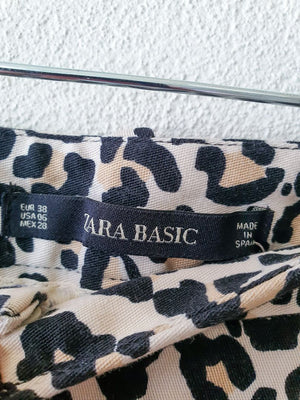 EUR 38
USA 06
MEX 28
ZARA BASIC
MADE
IN
SPAIN